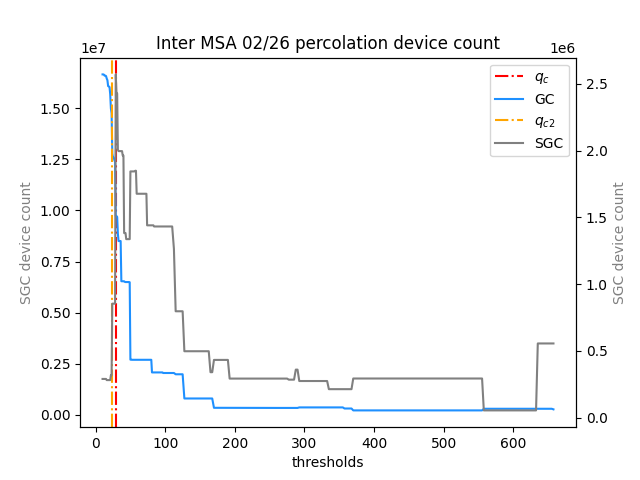 Inter MSA 02/26 percolation device count
1e7
1e6
q_c
GC
q_c2
SGC
1.50
1.25
1.00
0.75
0.50
0.25
0.00
SGC device count
2.5
2.0
1.5
1.0
0.5
0.0
SGC device count
0 100 200 300 400 500 600
thresholds